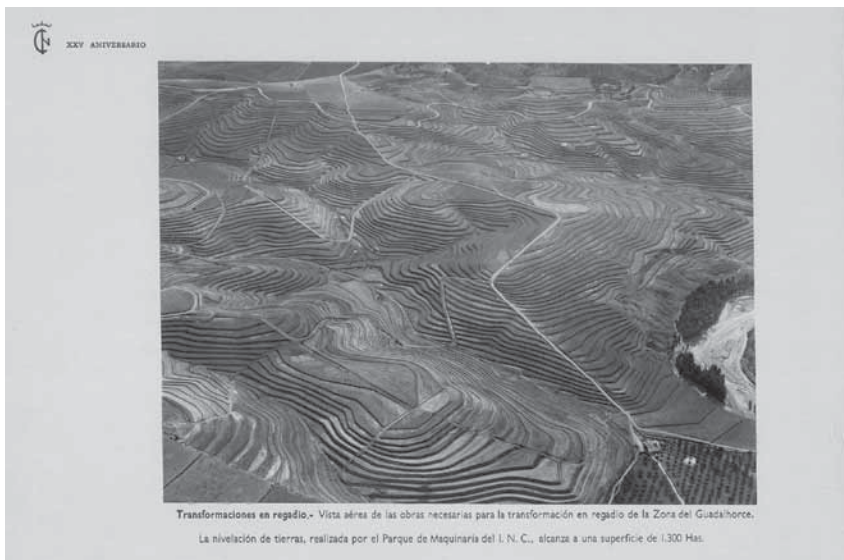 XXV ANIVERSARIO
Transformaciones en regadío.- Vista aérea de las obras necesarias para la transformación en regadío de la Zona del Guadalhorce.
La nivelación de tierras, realizada por el Parque de Maquinaria del I. N. C., alcanza a una superficie de 1.300 Has.